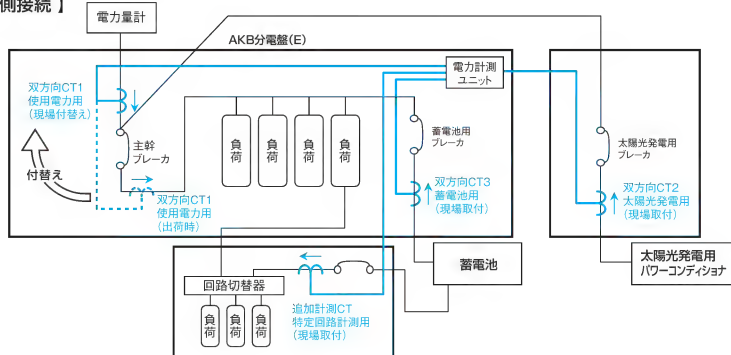 側接続 】
電力量計
AKB分電盤(E)
双方向CT1
使用電力用
(現場付替え)
主幹
ブレーカ
付替え
双方向CT1
使用電力用
(出荷時)
負荷
負荷
負荷
負荷
蓄電池用
ブレーカ
双方向CT3
蓄電池用
(現場取付)
電力計測
ユニット
太陽光発電用
ブレーカ
双方向CT2
太陽光発電用
(現場取付)
回路切替器
負荷
負荷
負荷
追加計測CT
特定回路計測用
(現場取付)
蓄電池
太陽光発電用
パワーコンディショナ